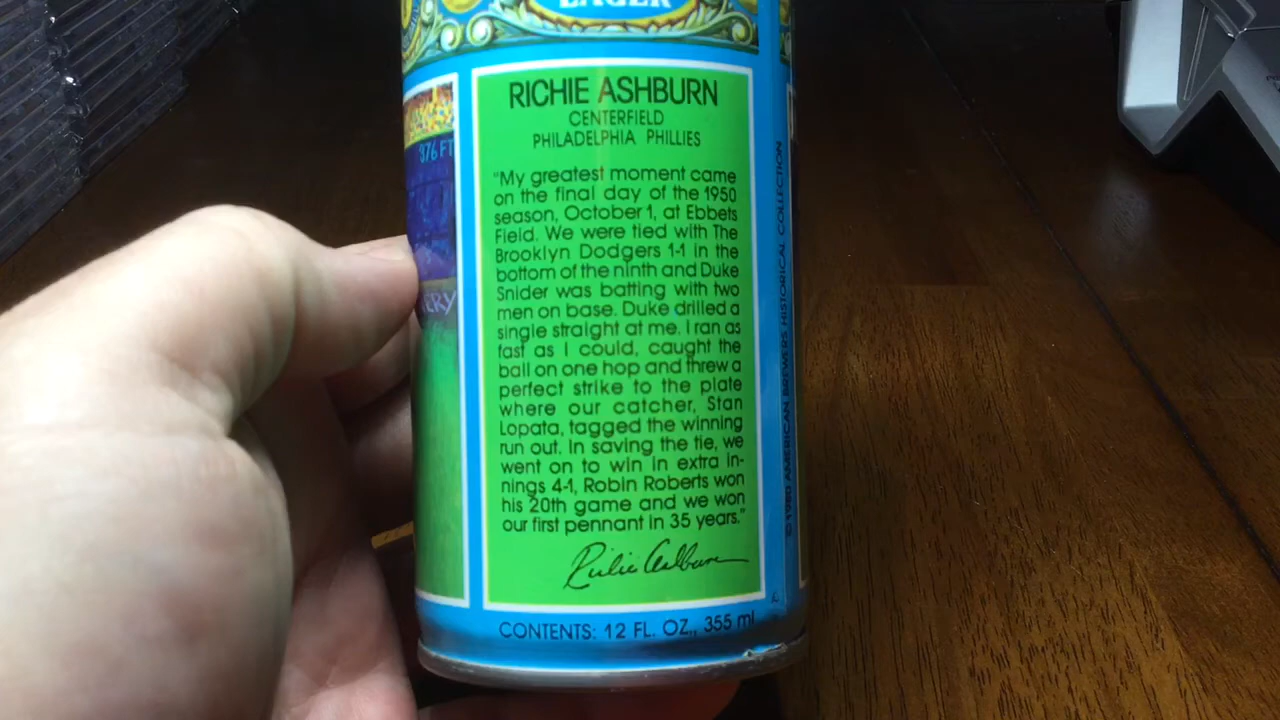 LAGER
RICHIE ASHBURN
CENTERFIELD
PHILADELPHIA PHILLIES
"My greatest moment came
on the final day of the 1950
season, October 1, at Ebbets
Field. We were tied with The
Brooklyn Dodgers 1-1 in the
bottom of the ninth and Duke
Snider was batting with two
men on base. Duke drilled a
single straight at me. I ran as
fast as I could, caught the
ball on one hop and threw a
perfect strike to the plate
where our catcher, Stan
Lopata, tagged the winning
run out. In saving the tie, we
went on to win in extra in-
nings 4-1, Robin Roberts won
his 20th game and we won
our first pennant in 35 years."
Richie Ashburn
CONTENTS: 12 FL. OZ., 355 ml
376 FT
ERY
© 1980 AMERICAN BREWERS HISTORICAL COLLECTION